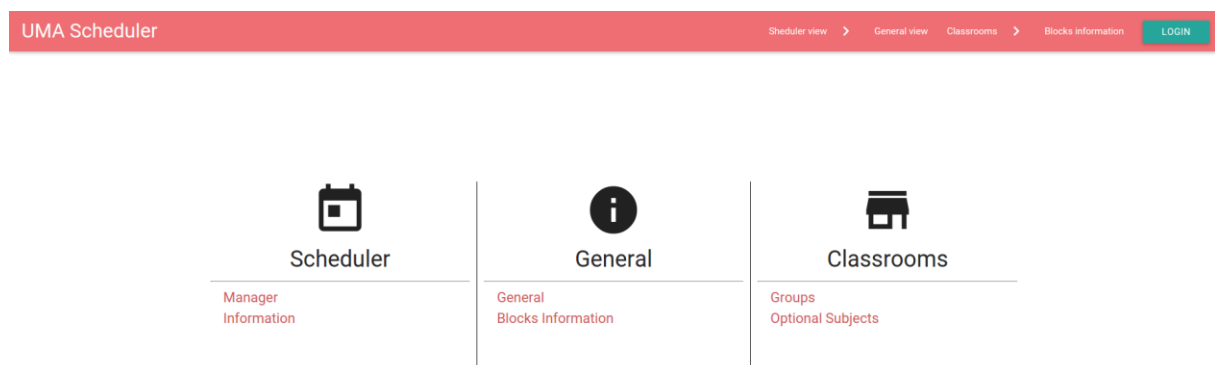 UMA Scheduler
Sheduler view
General view
Classrooms
Blocks information
LOGIN
Scheduler
Manager
Information
General
General
Blocks Information
Classrooms
Groups
Optional Subjects